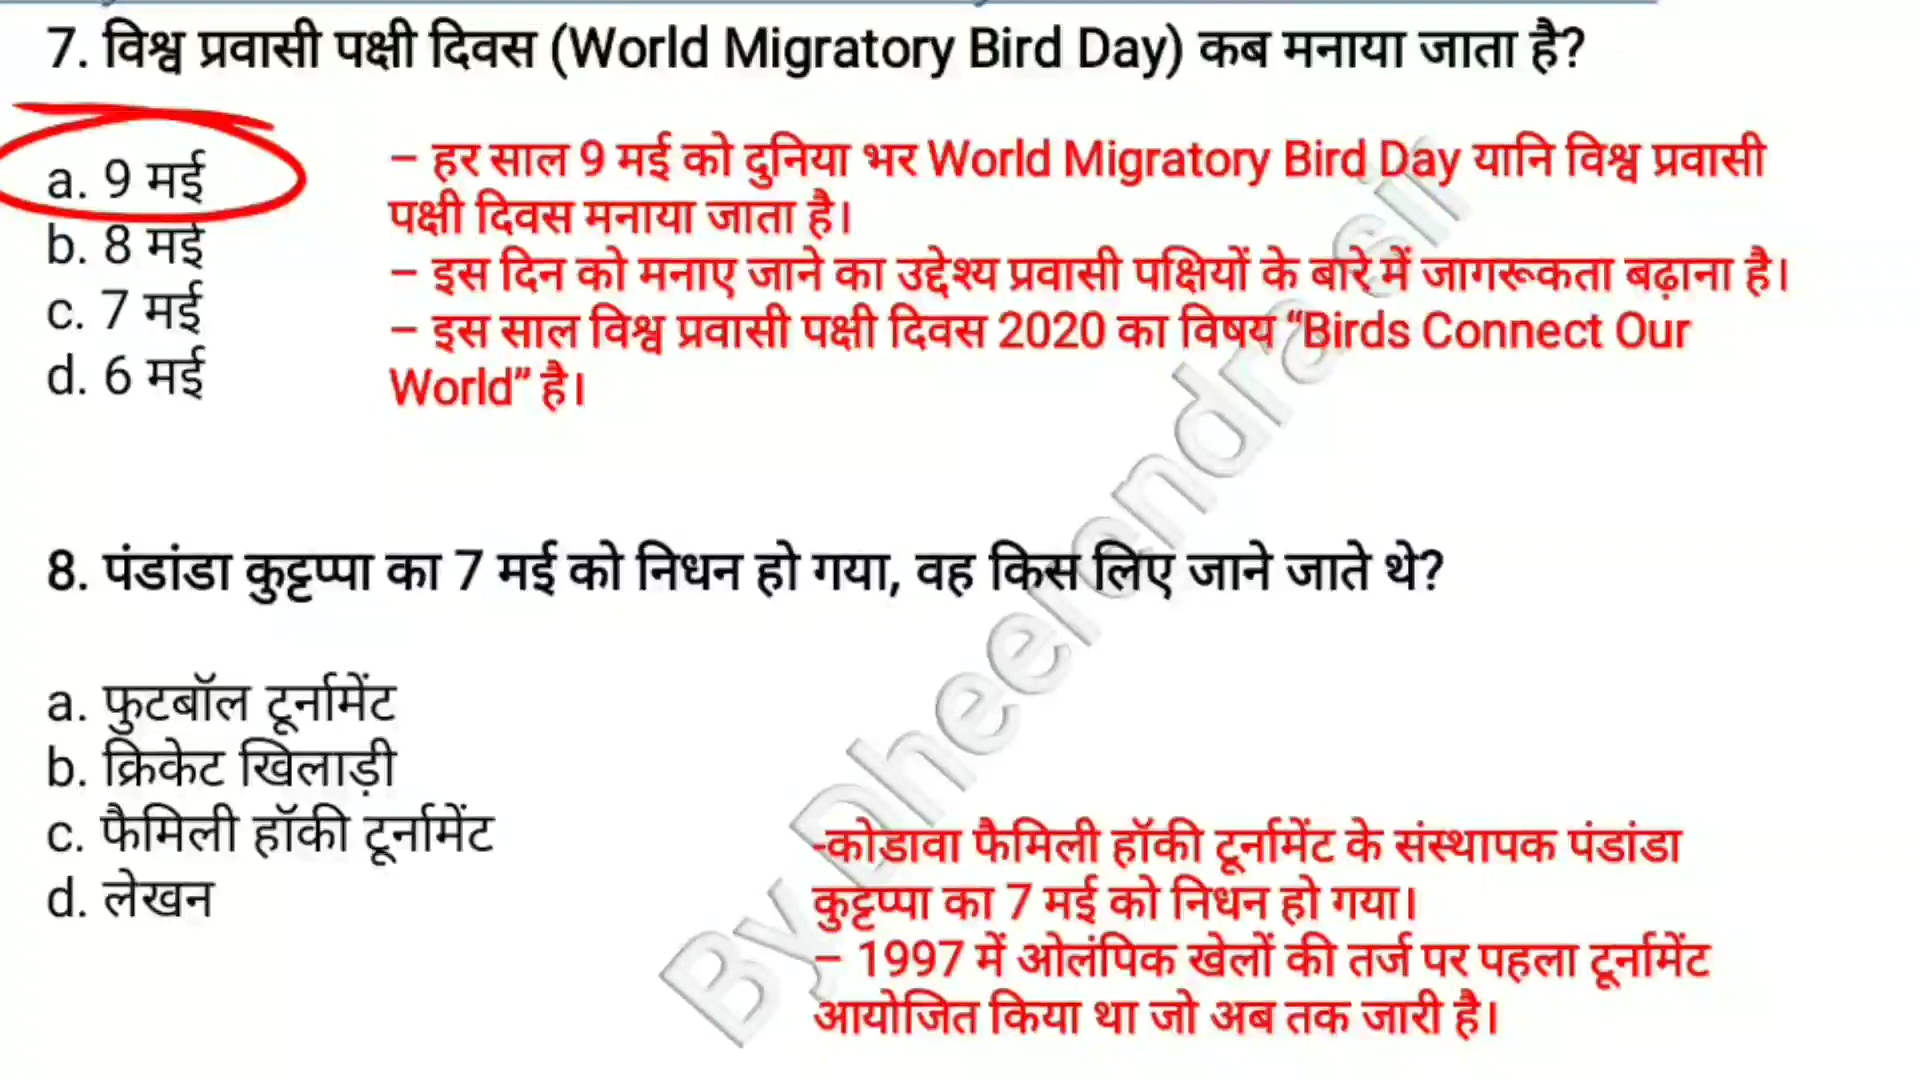 7. विश्व प्रवासी पक्षी दिवस (World Migratory Bird Day) कब मनाया जाता है?
a. 9 मई
b. 8 मई
c. 7 मई
d. 6 मई
– हर साल 9 मई को दुनिया भर World Migratory Bird Day यानि विश्व प्रवासी
पक्षी दिवस मनाया जाता है।
– इस दिन को मनाए जाने का उद्देश्य प्रवासी पक्षियों के बारे में जागरूकता बढ़ाना है।
– इस साल विश्व प्रवासी पक्षी दिवस 2020 का विषय “Birds Connect Our
World” है।
8. पंडांडा कुट्टप्पा का 7 मई को निधन हो गया, वह किस लिए जाने जाते थे?
a. फुटबॉल टूर्नामेंट
b. क्रिकेट खिलाड़ी
c. फैमिली हॉकी टूर्नामेंट
d. लेखन
-कोडावा फैमिली हॉकी टूर्नामेंट के संस्थापक पंडांडा
कुट्टप्पा का 7 मई को निधन हो गया।
– 1997 में ओलंपिक खेलों की तर्ज पर पहला टूर्नामेंट
आयोजित किया था जो अब तक जारी है।
By Dheerendra